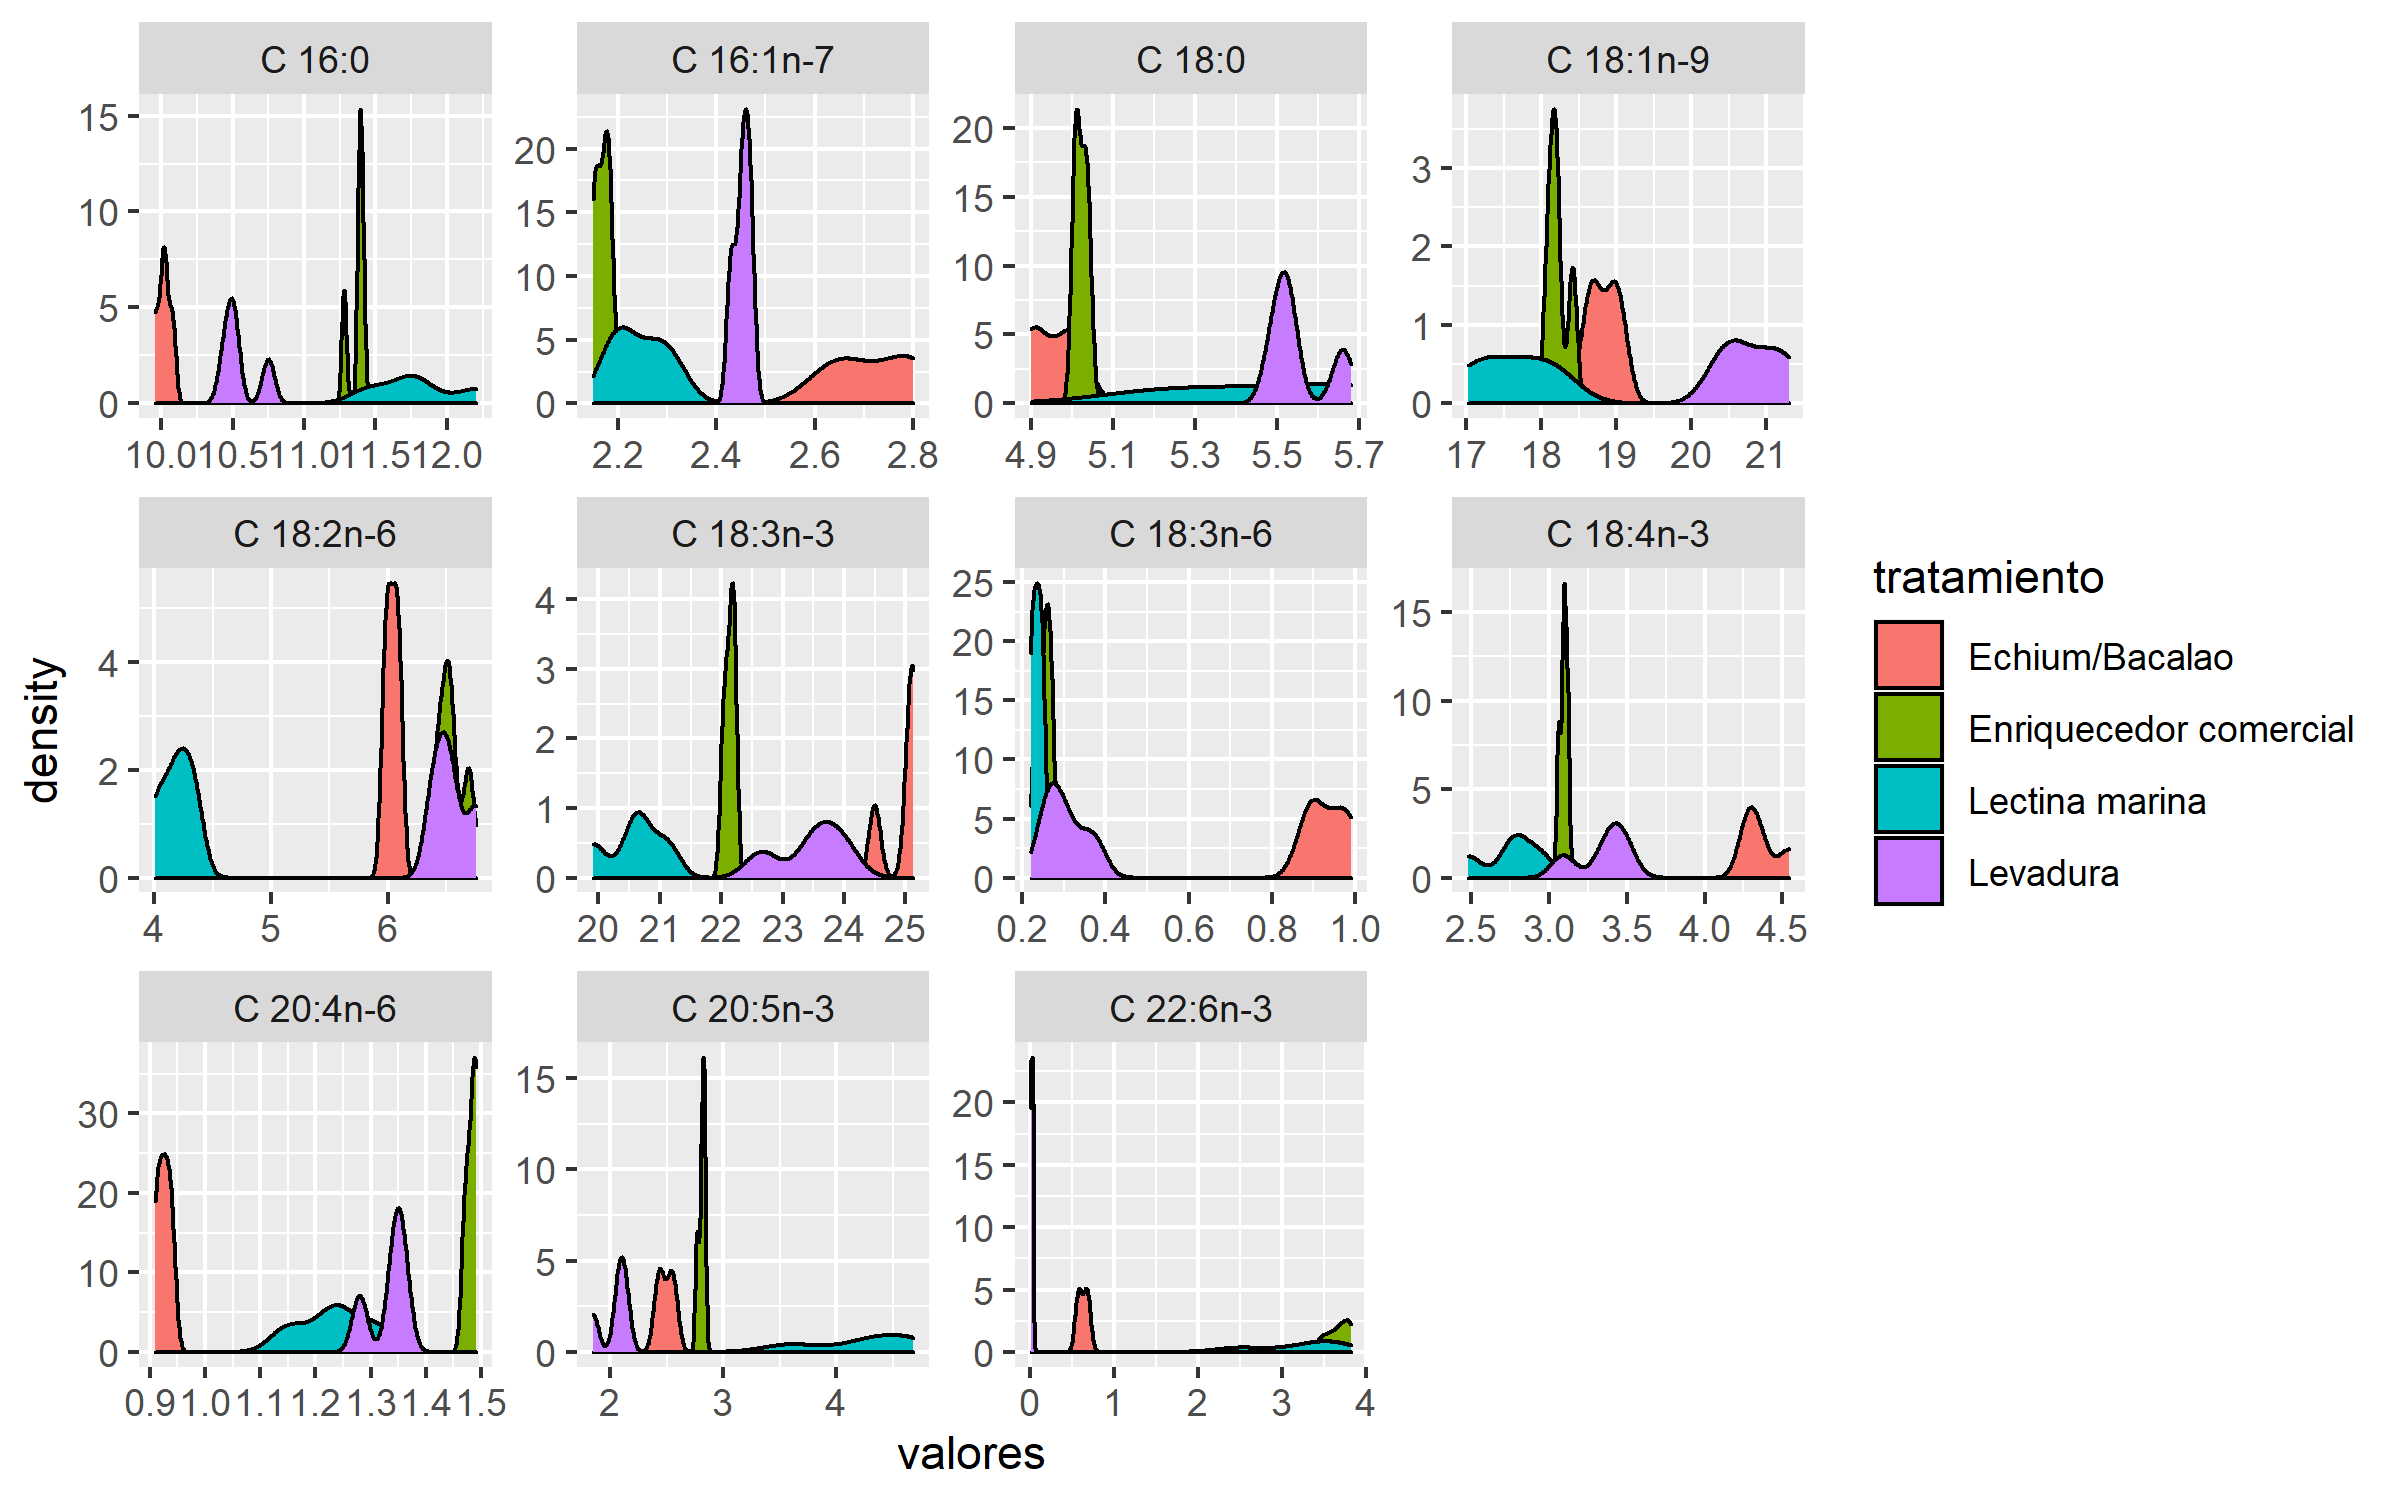 C 16:0
C 16:1n-7
C 18:0
C 18:1n-9
15
10
5
0
10.0 10.5 11.0 11.5 12.0
20
15
10
5
0
2.2 2.4 2.6 2.8
20
15
10
5
0
4.9 5.1 5.3 5.5 5.7
3
2
1
0
17 18 19 20 21
C 18:2n-6
C 18:3n-3
C 18:3n-6
C 18:4n-3
4
2
0
4 5 6
4
3
2
1
0
20 21 22 23 24 25
25
20
15
10
5
0
0.2 0.4 0.6 0.8 1.0
15
10
5
0
2.5 3.0 3.5 4.0 4.5
C 20:4n-6
C 20:5n-3
C 22:6n-3
30
20
10
0
0.9 1.0 1.1 1.2 1.3 1.4 1.5
15
10
5
0
2 3 4
20
15
10
5
0
0 1 2 3 4
density
valores
tratamiento
Echium/Bacalao
Enriquecedor comercial
Lectina marina
Levadura